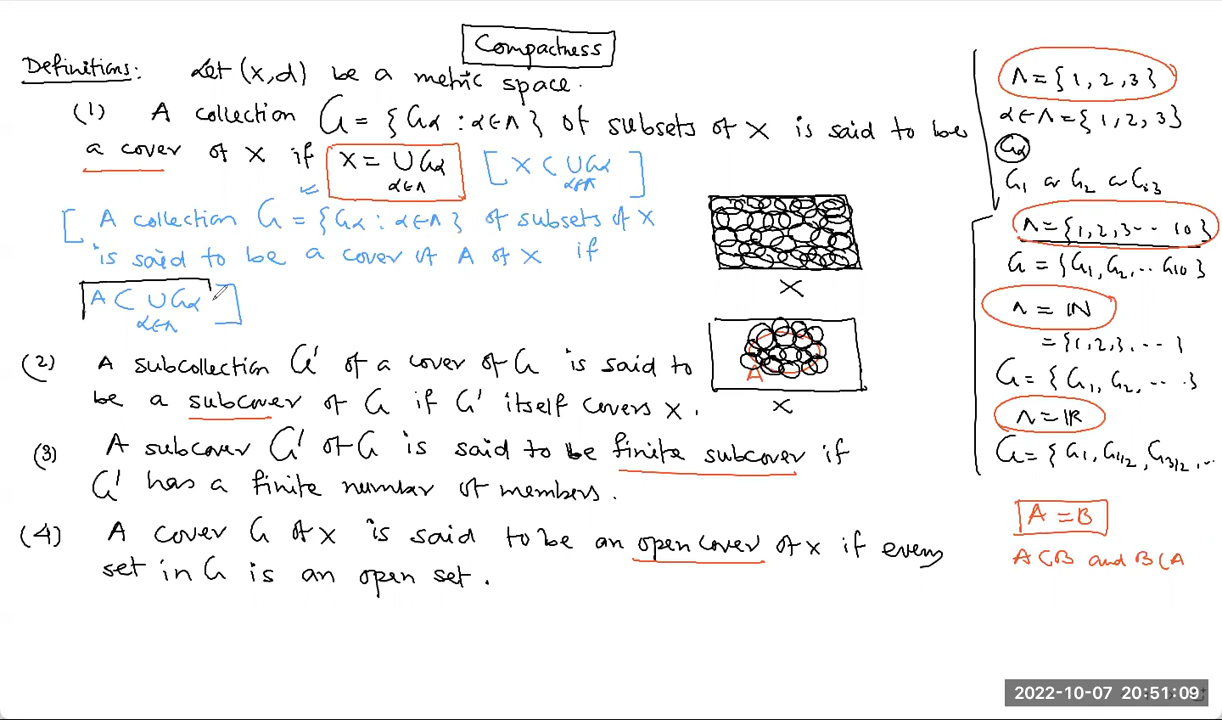 Compactness
Definitions: Let (X,d) be a metric space.
(1) A collection G = {Gα : α∈Λ} of subsets of X is said to be
a cover of X if X = ∪Gα [X ⊂ ∪Gα]
α∈Λ α∈Λ
[A collection G = {Gα : α∈Λ} of subsets of X
is said to be a cover of A of X if
A ⊂ ∪Gα]
α∈Λ
(2) A subcollection G' of a cover of G is said to
be a subcover of G if G' itself covers X.
(3) A subcover G' of G is said to be finite subcover if
G' has a finite number of members.
(4) A cover G of X is said to be an open cover of X if every
set in G is an open set.
X
A
X
Λ = {1, 2, 3}
α∈Λ = {1, 2, 3}
Gα
G1 or G2 or G3
Λ = {1, 2, 3 -- 10}
G = {G1, G2, .. G10}
Λ = ℕ
= {1, 2, 3, ...}
G = {G1, G2, ...}
Λ = ℝ
G = {G1, G1/2, G3/2, ...
A = B
A⊂B and B⊂A
2022-10-07 20:51:09